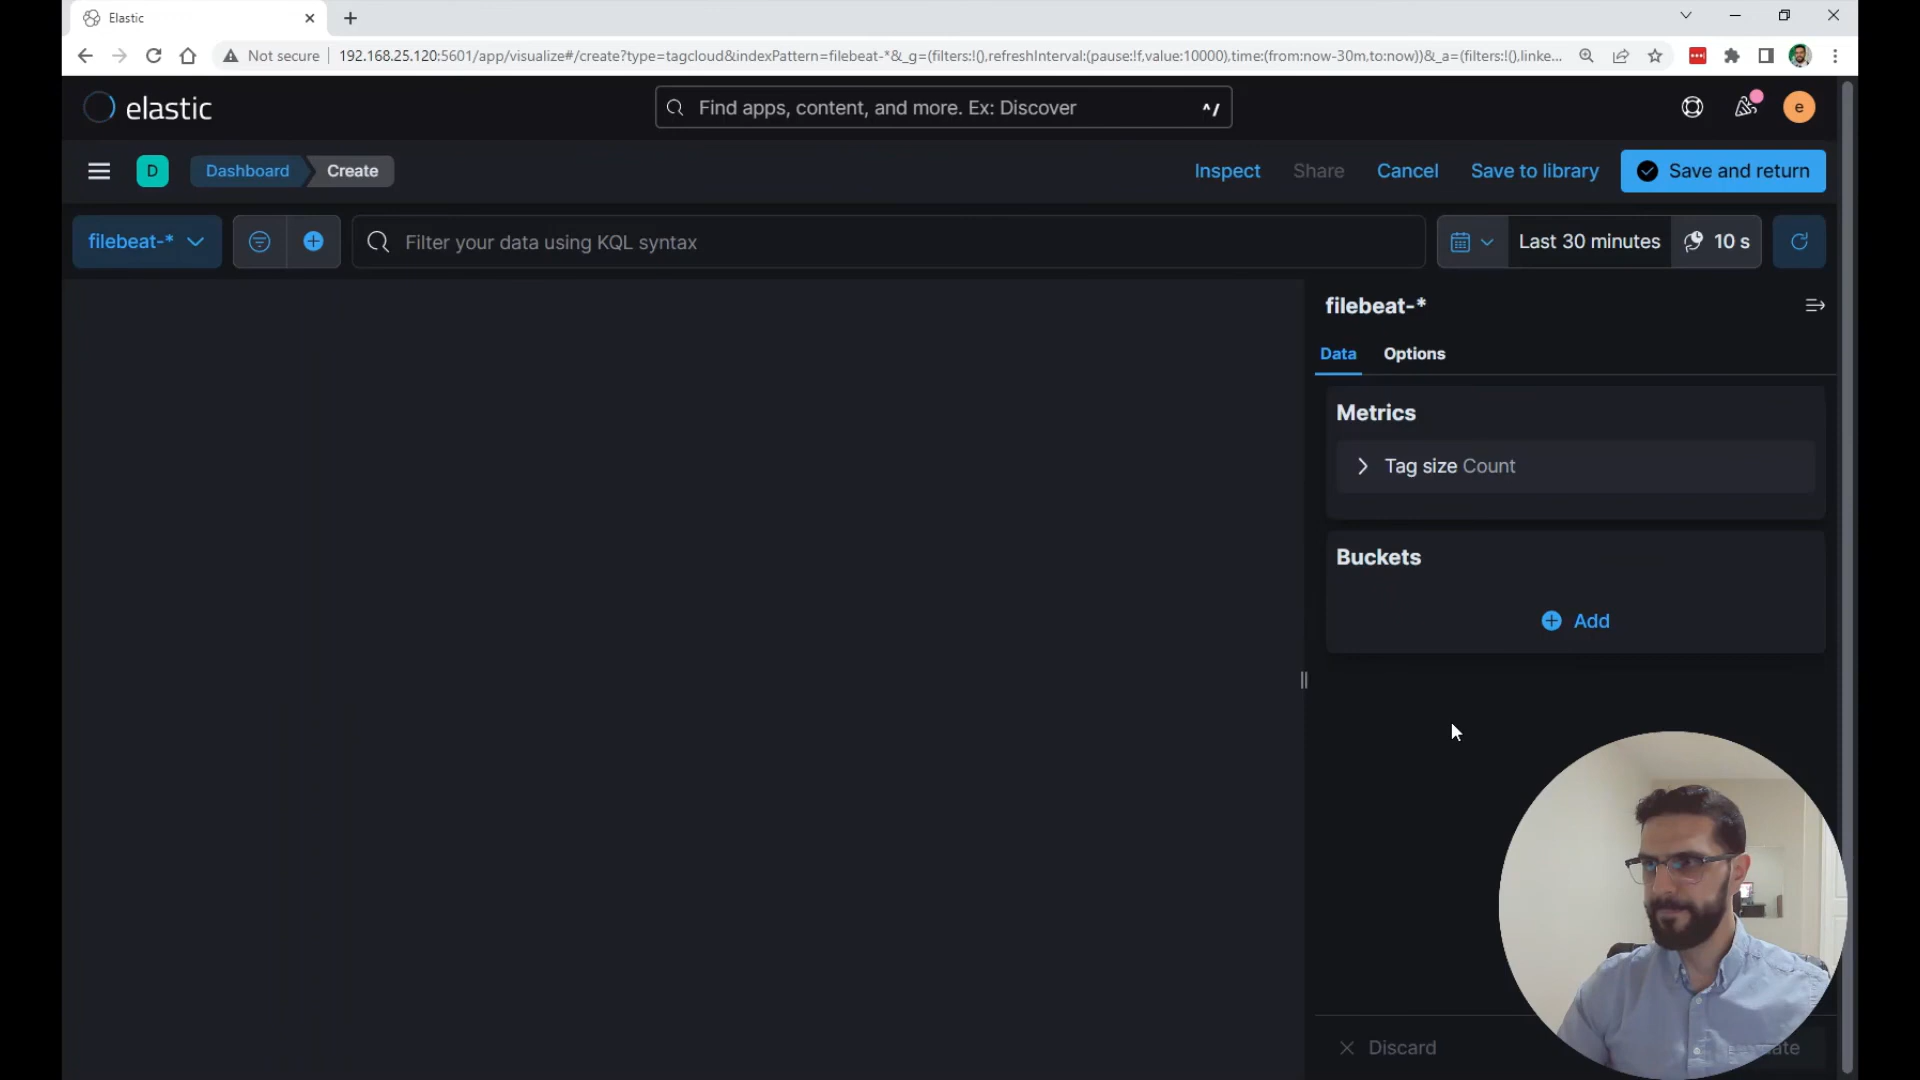 Elastic
Not secure
192.168.25.120:5601/app/visualize#/create?type=tagcloud&indexPattern=filebeat-*&_g=(filters:!(),refreshInterval:(pause:!f,value:10000),time:(from:now-30m,to:now))&_a=(filters:!(),linke...
elastic
Find apps, content, and more. Ex: Discover
^/
e
D
Dashboard
Create
Inspect
Share
Cancel
Save to library
Save and return
filebeat-*
Filter your data using KQL syntax
Last 30 minutes
10 s
filebeat-*
Data
Options
Metrics
Tag size Count
Buckets
Add
Discard